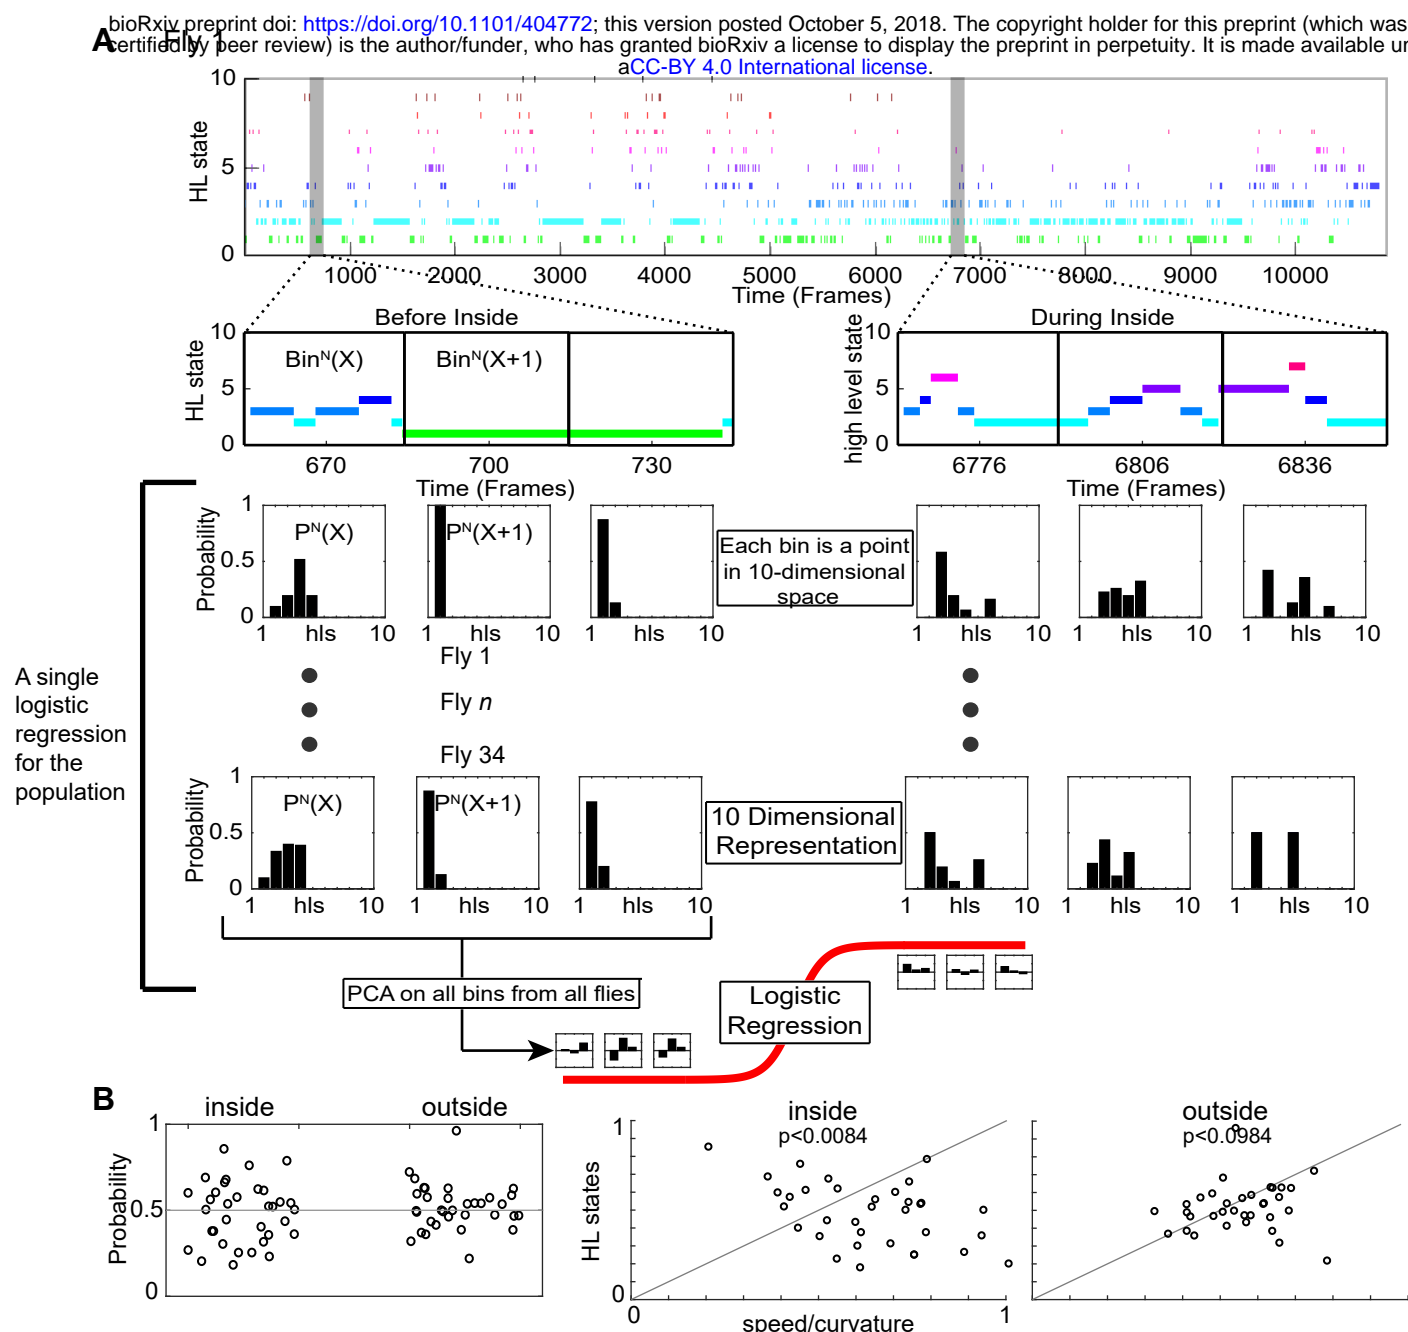 bioRxiv preprint doi: https://doi.org/10.1101/404772; this version posted October 5, 2018. The copyright holder for this preprint (which was
certified by peer review) is the author/funder, who has granted bioRxiv a license to display the preprint in perpetuity. It is made available
aCC-BY 4.0 International license.
A Fly 1
10
5
0
HL state
1000 2000 3000 4000 5000 6000 7000 8000 9000 10000
Time (Frames)
Before Inside
During Inside
10
5
0
HL state
Binᴺ(X)
Binᴺ(X+1)
670 700 730
Time (Frames)
10
5
0
high level state
6776 6806 6836
Time (Frames)
A single
logistic
regression
for the
population
Probability
1
0.5
0
Pᴺ(X)
Pᴺ(X+1)
1 hls 10
1 hls 10
1 hls 10
Each bin is a point
in 10-dimensional
space
1 hls 10
1 hls 10
1 hls 10
Fly 1
Fly n
Fly 34
Probability
1
0.5
0
Pᴺ(X)
Pᴺ(X+1)
1 hls 10
1 hls 10
1 hls 10
10 Dimensional
Representation
1 hls 10
1 hls 10
1 hls 10
PCA on all bins from all flies
Logistic
Regression
B
inside
outside
Probability
1
0.5
0
inside
p<0.0084
HL states
1
0
1
speed/curvature
outside
p<0.0984